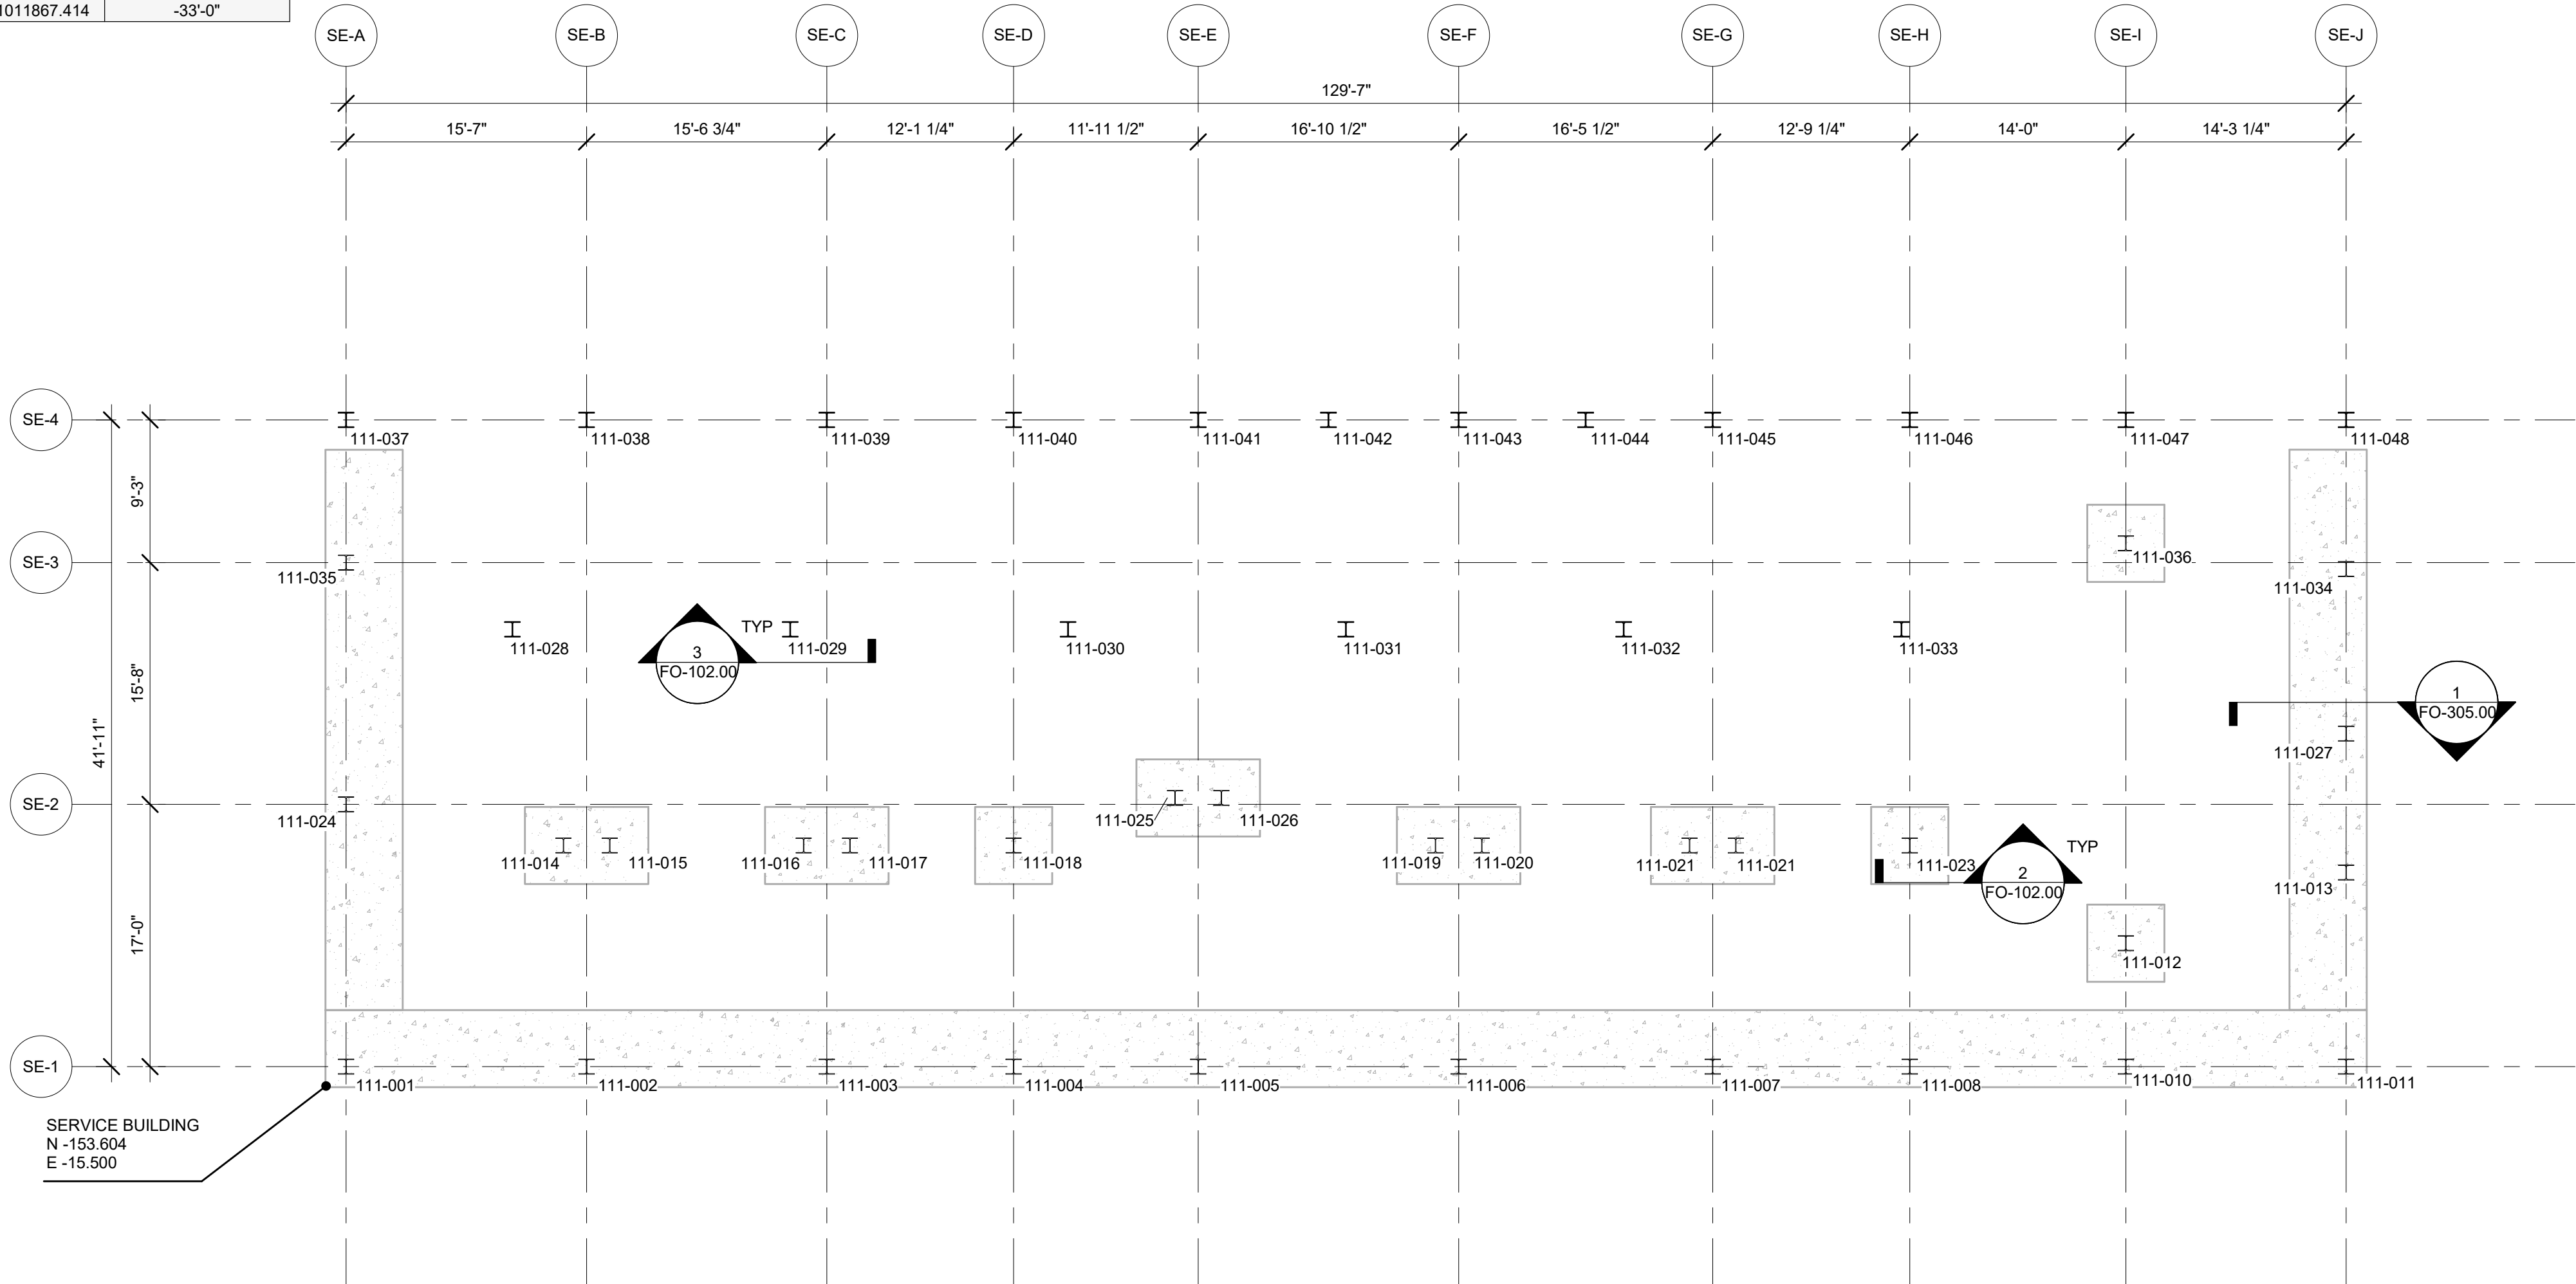 1011867.414 -33'-0"
SE-A SE-B SE-C SE-D SE-E SE-F SE-G SE-H SE-I SE-J
129'-7"
15'-7" 15'-6 3/4" 12'-1 1/4" 11'-11 1/2" 16'-10 1/2" 16'-5 1/2" 12'-9 1/4" 14'-0" 14'-3 1/4"
SE-4
111-037 111-038 111-039 111-040 111-041 111-042 111-043 111-044 111-045 111-046 111-047 111-048
9'-3"
SE-3
111-036
111-035 111-034
TYP
111-028 111-029 111-030 111-031 111-032 111-033
3
FO-102.00
15'-8"
1
FO-305.00
41'-11"
111-027
SE-2
111-024 111-025 111-026
TYP
111-014 111-015 111-016 111-017 111-018 111-019 111-020 111-021 111-021 111-023
2
FO-102.00
111-013
17'-0"
111-012
SE-1
111-001 111-002 111-003 111-004 111-005 111-006 111-007 111-008 111-010 111-011
SERVICE BUILDING
N -153.604
E -15.500